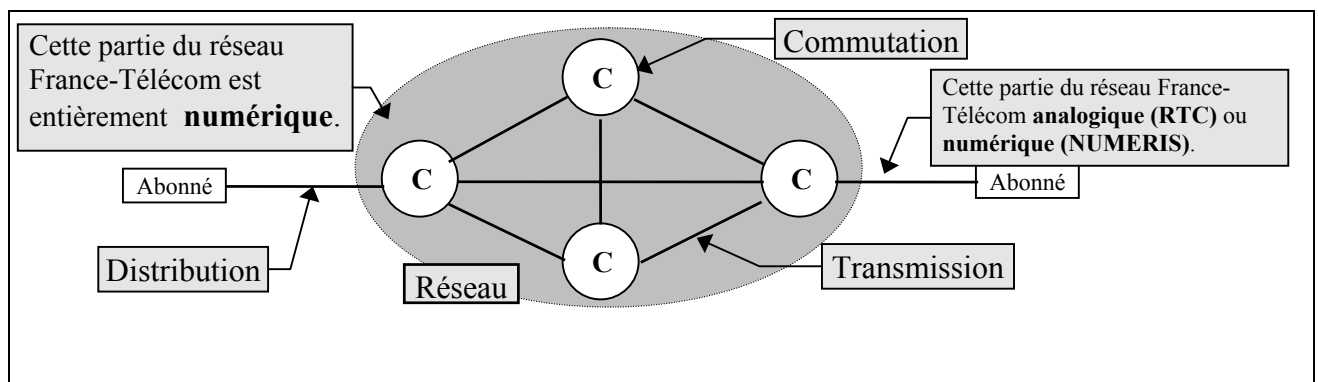 Cette partie du réseau
France-Télécom est
entièrement numérique.
Commutation
Cette partie du réseau France-
Télécom analogique (RTC) ou
numérique (NUMERIS).
C
Abonné
C
C
Abonné
C
Distribution
Réseau
Transmission